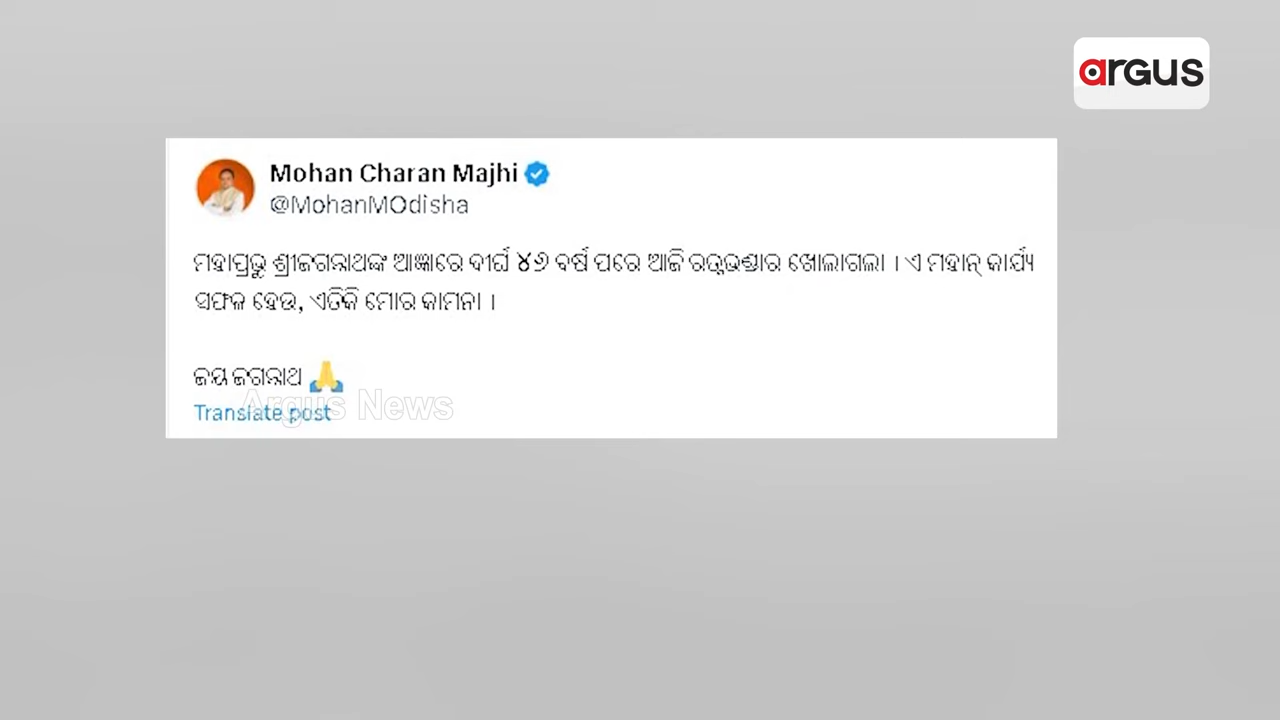 argus
Mohan Charan Majhi
@MohanMOdisha
ମହାପ୍ରଭୁ ଶ୍ରୀଜଗନ୍ନାଥଙ୍କ ଆଜ୍ଞାରେ ଦୀର୍ଘ ୪୬ ବର୍ଷ ପରେ ଆଜି ରତ୍ନଭଣ୍ଡାର ଖୋଲାଗଲା । ଏ ମହାନ୍ କାର୍ଯ୍ୟ
ସଫଳ ହେଉ, ଏତିକି ମୋର କାମନା ।
ଜୟ ଜଗନ୍ନାଥ 🙏
Translate post
Argus News